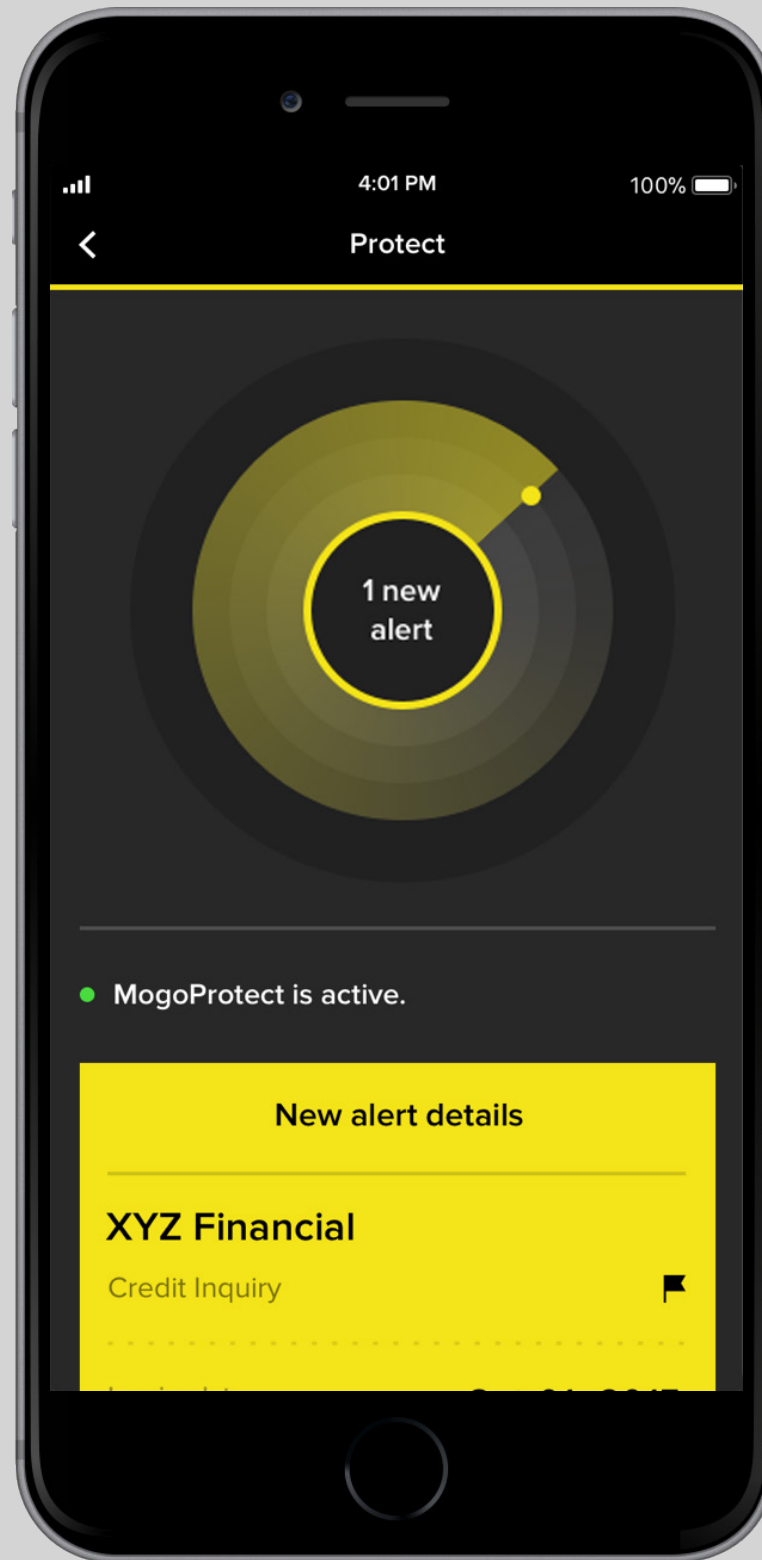 4:01 PM
100%
Protect
1 new
alert
MogoProtect is active.
New alert details
XYZ Financial
Credit Inquiry